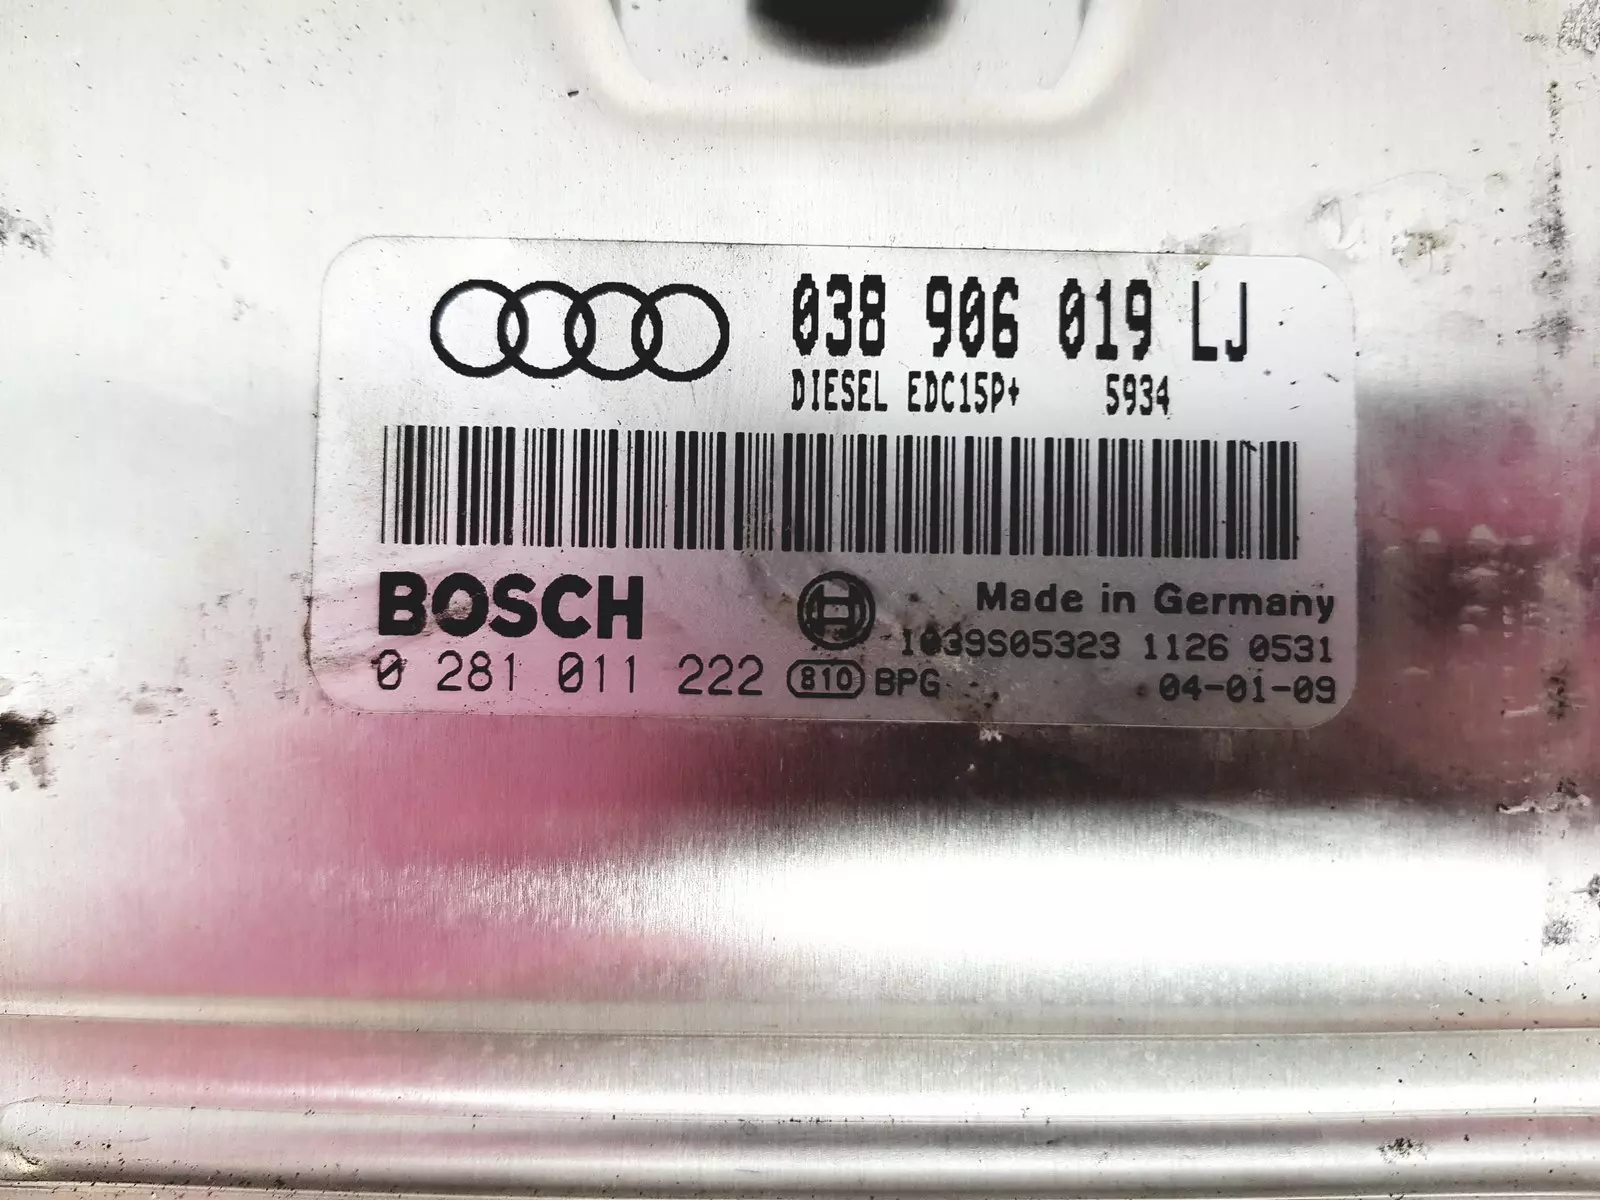 038 906 019 LJ
DIESEL EDC15P+ 5934
BOSCH
Made in Germany
1039S05323 1126 0531
0 281 011 222 810 BPG 04-01-09